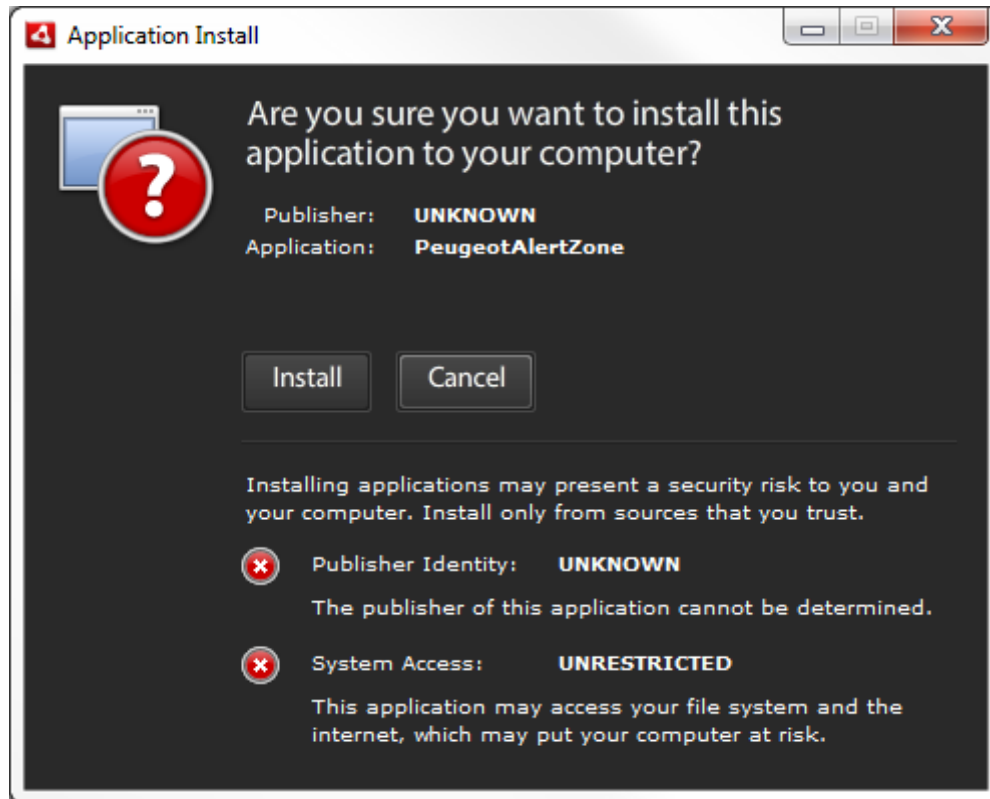 Application Install
Are you sure you want to install this
application to your computer?
Publisher: UNKNOWN
Application: PeugeotAlertZone
Install Cancel
Installing applications may present a security risk to you and
your computer. Install only from sources that you trust.
Publisher Identity: UNKNOWN
The publisher of this application cannot be determined.
System Access: UNRESTRICTED
This application may access your file system and the
internet, which may put your computer at risk.